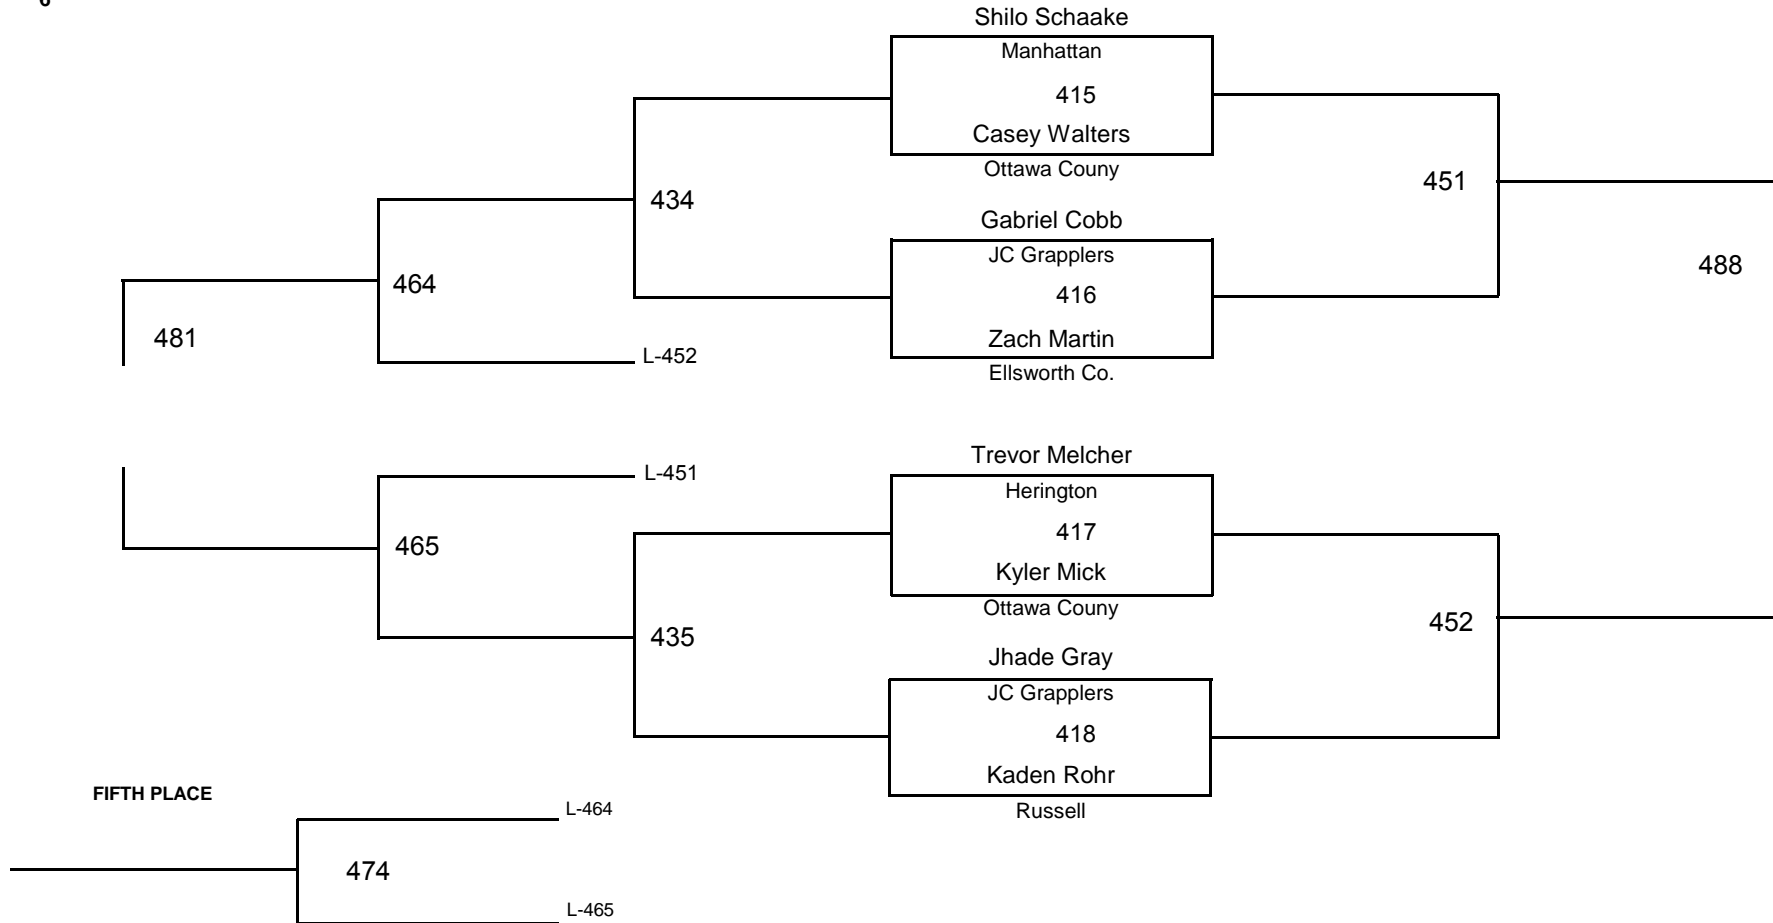 6
Shilo Schaake
Manhattan
415
Casey Walters
Ottawa Couny
434
451
Gabriel Cobb
JC Grapplers
416
488
464
481
Zach Martin
L-452
Ellsworth Co.
Trevor Melcher
L-451
Herington
417
465
Kyler Mick
Ottawa Couny
452
435
Jhade Gray
JC Grapplers
418
Kaden Rohr
FIFTH PLACE
L-464
Russell
474
L-465